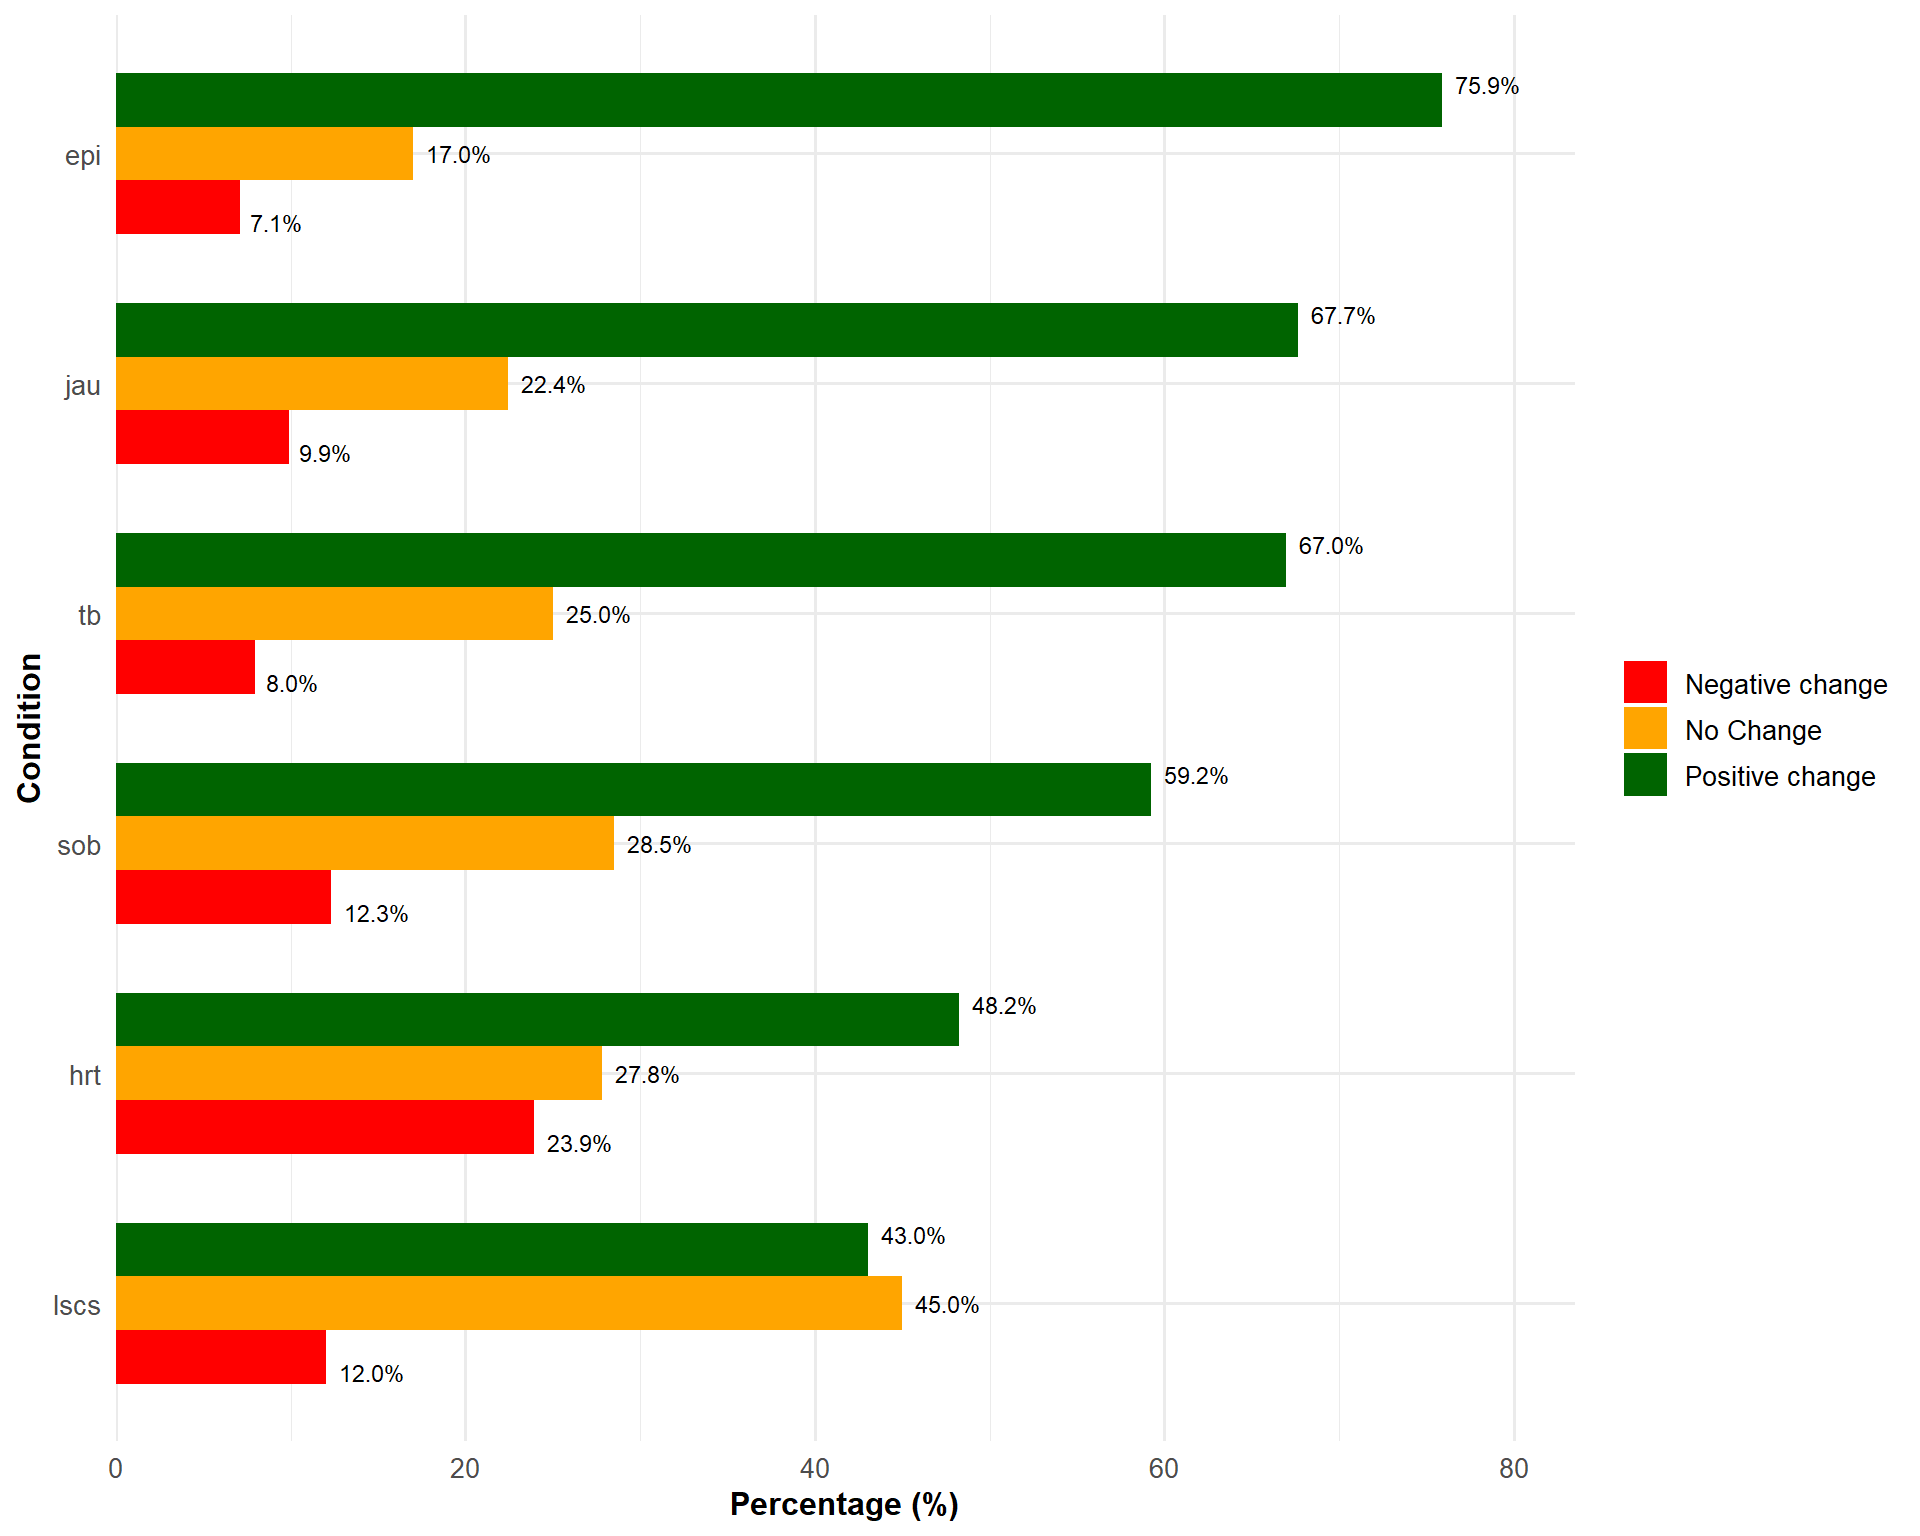 75.9%
epi
17.0%
7.1%
67.7%
jau
22.4%
9.9%
67.0%
tb
25.0%
8.0%
Condition
59.2%
sob
28.5%
12.3%
48.2%
hrt
27.8%
23.9%
43.0%
lscs
45.0%
12.0%
0 20 40 60 80
Percentage (%)
Negative change
No Change
Positive change